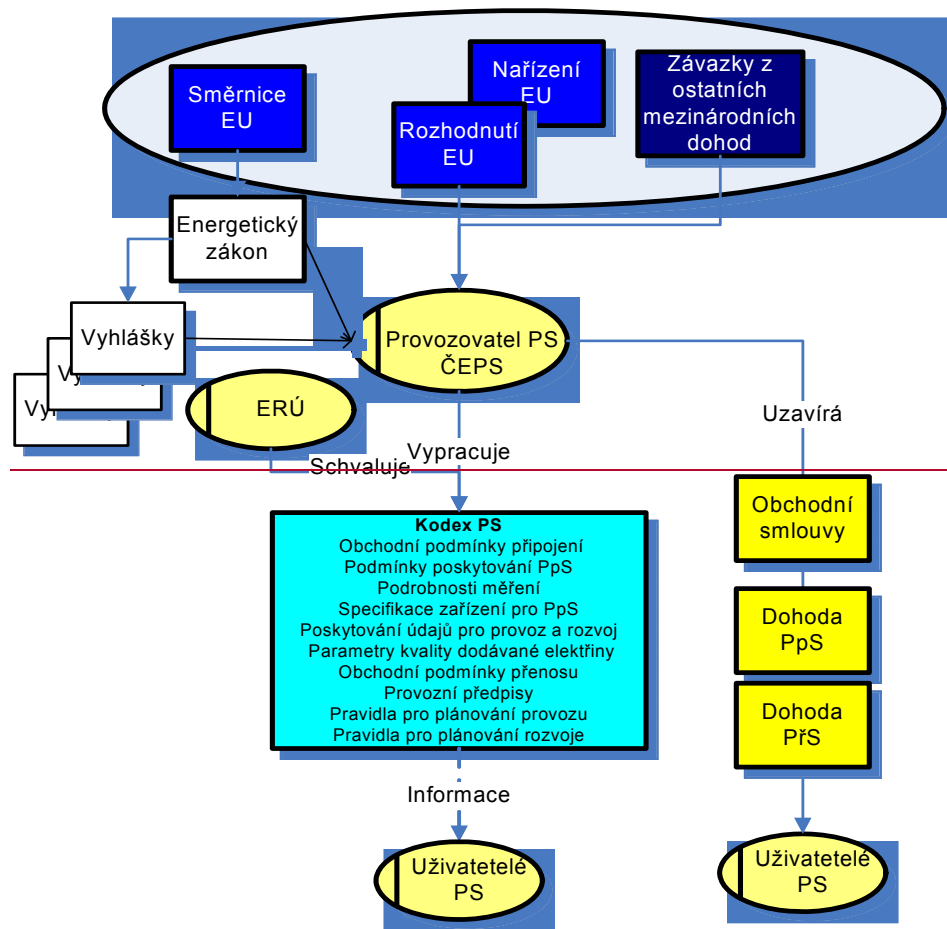 Směrnice
EU
Nařízení
EU
Rozhodnutí
EU
Závazky z
ostatních
mezinárodních
dohod
Energetický
zákon
Vyhlášky
Provozovatel PS
ČEPS
ERÚ
Uzavírá
Schvaluje
Vypracuje
Kodex PS
Obchodní podmínky připojení
Podmínky poskytování PpS
Podrobnosti měření
Specifikace zařízení pro PpS
Poskytování údajů pro provoz a rozvoj
Parametry kvality dodávané elektřiny
Obchodní podmínky přenosu
Provozní předpisy
Pravidla pro plánování provozu
Pravidla pro plánování rozvoje
Obchodní
smlouvy
Dohoda
PpS
Dohoda
PřS
Informace
Uživatetelé
PS
Uživatetelé
PS